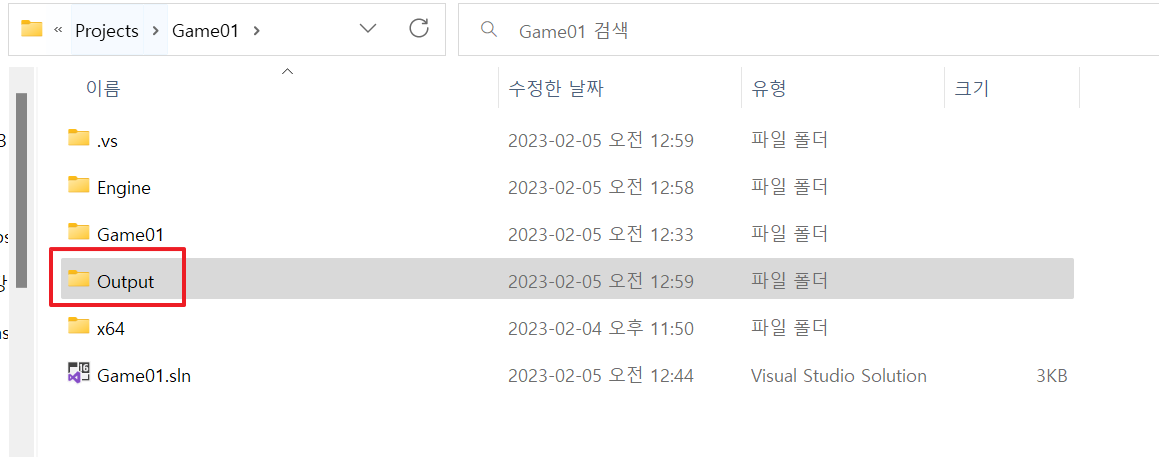 « Projects > Game01 >
Game01 검색
이름 수정한 날짜 유형 크기
.vs 2023-02-05 오전 12:59 파일 폴더
Engine 2023-02-05 오전 12:58 파일 폴더
Game01 2023-02-05 오전 12:33 파일 폴더
Output 2023-02-05 오전 12:59 파일 폴더
x64 2023-02-04 오후 11:50 파일 폴더
Game01.sln 2023-02-05 오전 12:44 Visual Studio Solution 3KB